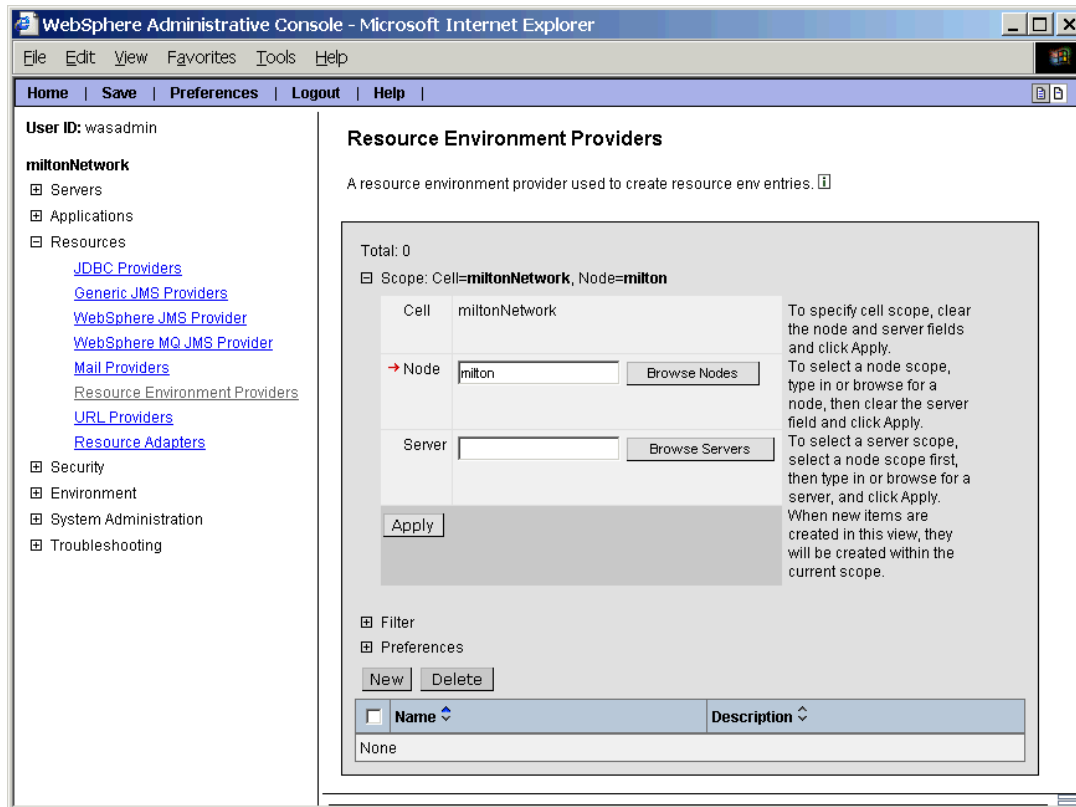 WebSphere Administrative Console - Microsoft Internet Explorer
File Edit View Favorites Tools Help
Home | Save | Preferences | Logout | Help |
User ID: wasadmin
miltonNetwork
Servers
Applications
Resources
JDBC Providers
Generic JMS Providers
WebSphere JMS Provider
WebSphere MQ JMS Provider
Mail Providers
Resource Environment Providers
URL Providers
Resource Adapters
Security
Environment
System Administration
Troubleshooting
Resource Environment Providers
A resource environment provider used to create resource env entries. i
Total: 0
Scope: Cell=miltonNetwork, Node=milton
Cell miltonNetwork
To specify cell scope, clear
the node and server fields
and click Apply.
Node milton Browse Nodes
To select a node scope,
type in or browse for a
node, then clear the server
field and click Apply.
Server Browse Servers
To select a server scope,
select a node scope first,
then type in or browse for a
server, and click Apply.
Apply
When new items are
created in this view, they
will be created within the
current scope.
Filter
Preferences
New Delete
Name Description
None